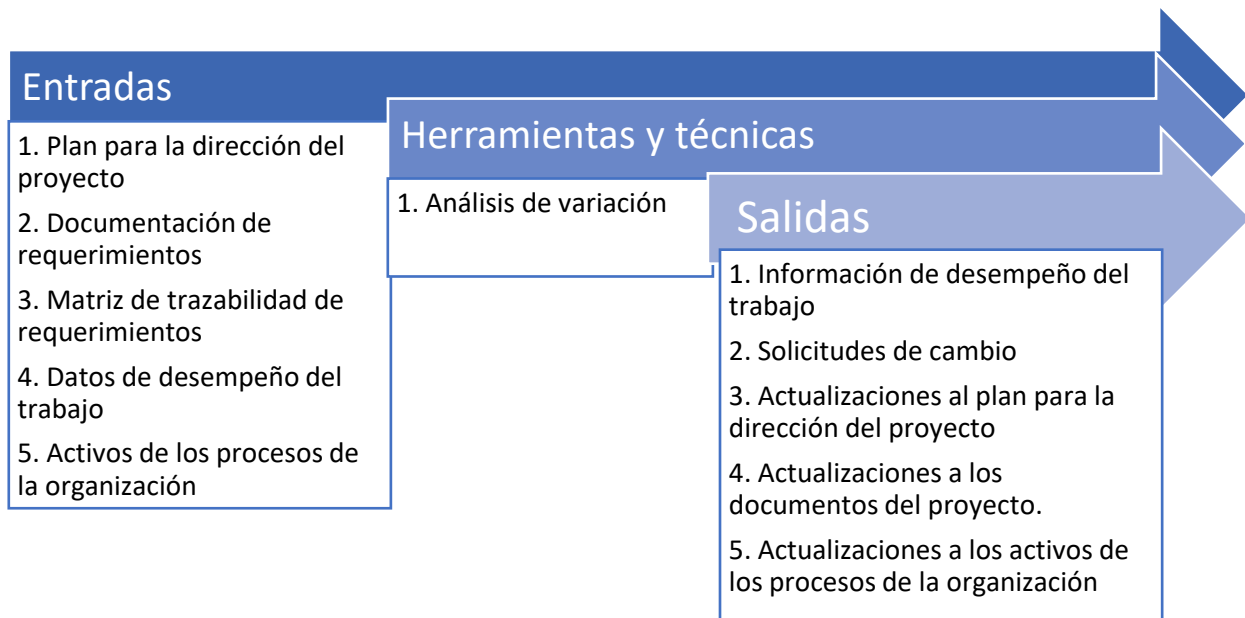 Entradas
1. Plan para la dirección del
proyecto
2. Documentación de
requerimientos
3. Matriz de trazabilidad de
requerimientos
4. Datos de desempeño del
trabajo
5. Activos de los procesos de
la organización
Herramientas y técnicas
1. Análisis de variación
Salidas
1. Información de desempeño del
trabajo
2. Solicitudes de cambio
3. Actualizaciones al plan para la
dirección del proyecto
4. Actualizaciones a los
documentos del proyecto.
5. Actualizaciones a los activos de
los procesos de la organización